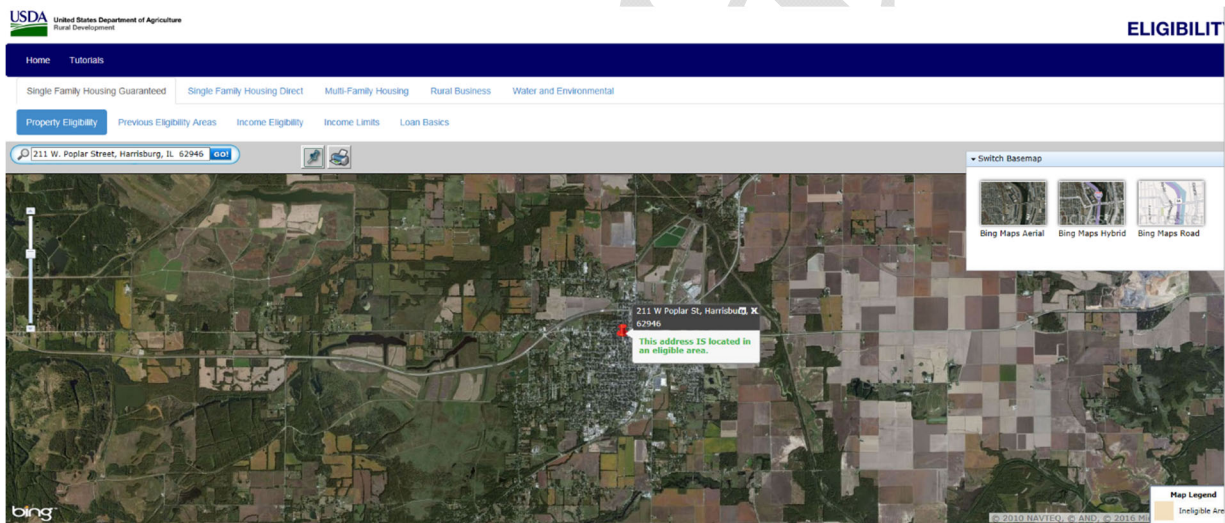 USDA United States Department of Agriculture
Rural Development
ELIGIBILIT
Home Tutorials
Single Family Housing Guaranteed Single Family Housing Direct Multi-Family Housing Rural Business Water and Environmental
Property Eligibility Previous Eligibility Areas Income Eligibility Income Limits Loan Basics
211 W. Poplar Street, Harrisburg, IL 62946 GO!
Switch Basemap
Bing Maps Aerial Bing Maps Hybrid Bing Maps Road
211 W Poplar St, Harrisburg, X
62946
This address IS located in
an eligible area.
Map Legend
Ineligible Are
bing
© 2010 NAVTEQ, © AND, © 2016 Mi